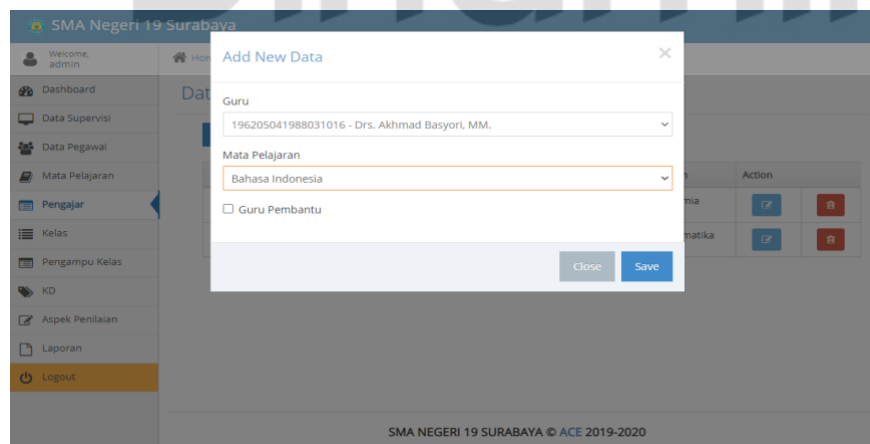 SMA Negeri 19 Surabaya
Welcome,
admin
Dashboard
Data Supervisi
Data Pegawai
Mata Pelajaran
Pengajar
Kelas
Pengampu Kelas
KD
Aspek Penilaian
Laporan
Logout
Hom
Dat
Add New Data
×
Guru
196205041988031016 - Drs. Akhmad Basyori, MM.
Mata Pelajaran
Bahasa Indonesia
Guru Pembantu
Close Save
Action
mia
matika
SMA NEGERI 19 SURABAYA © ACE 2019-2020